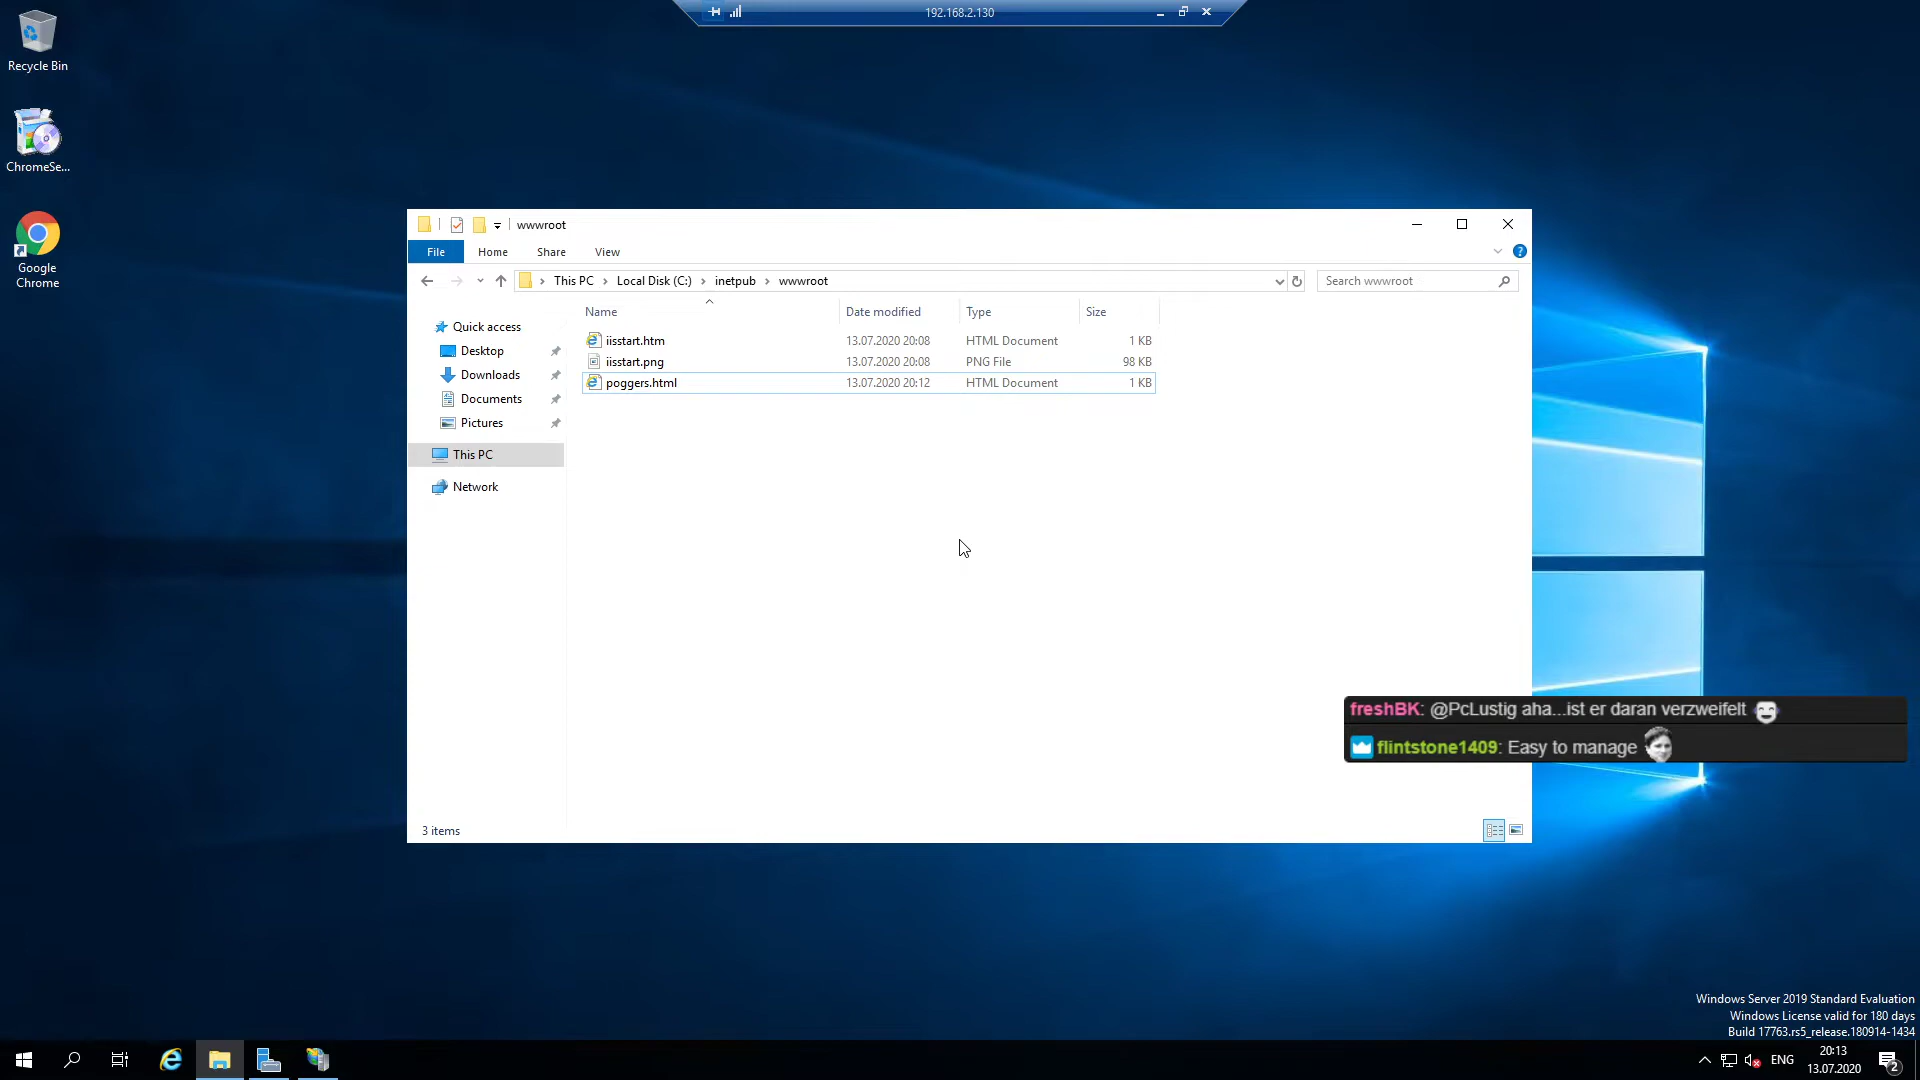 192.168.2.130
Recycle Bin
ChromeSe...
Google
Chrome
wwwroot
File Home Share View
This PC > Local Disk (C:) > inetpub > wwwroot
Search wwwroot
Name Date modified Type Size
Quick access
Desktop
Downloads
Documents
Pictures
This PC
Network
iisstart.htm 13.07.2020 20:08 HTML Document 1 KB
iisstart.png 13.07.2020 20:08 PNG File 98 KB
poggers.html 13.07.2020 20:12 HTML Document 1 KB
3 items
freshBK: @PcLustig aha...ist er daran verzweifelt
flintstone1409: Easy to manage
Windows Server 2019 Standard Evaluation
Windows License valid for 180 days
Build 17763.rs5_release.180914-1434
ENG
20:13
13.07.2020
2